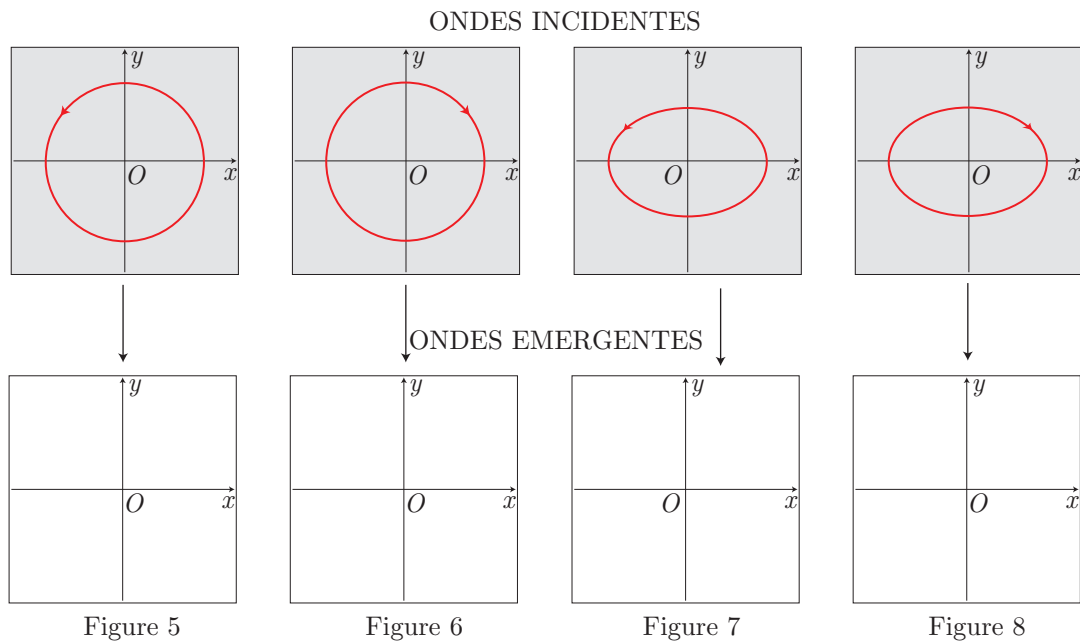 ONDES INCIDENTES
y y y y
O x O x O x O x
ONDES EMERGENTES
y y y y
O x O x O x O x
Figure 5 Figure 6 Figure 7 Figure 8